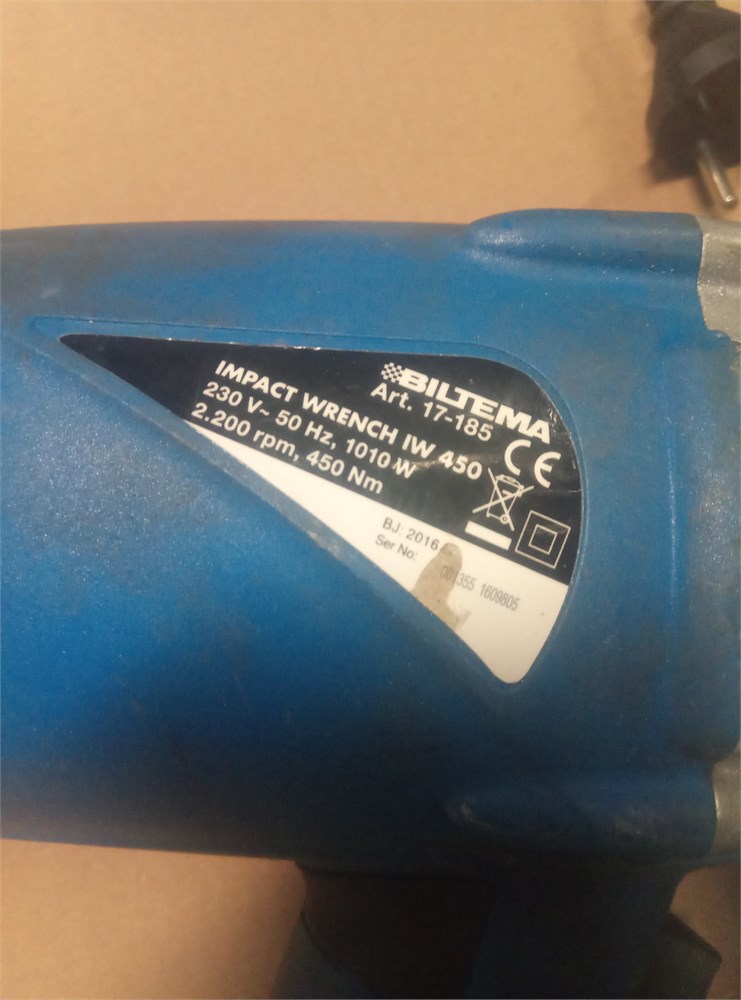 BILTEMA
Art. 17-185
IMPACT WRENCH IW 450
230 V~ 50 Hz, 1010 W
2.200 rpm, 450 Nm
CE
BJ: 2016
Ser No:
1609805